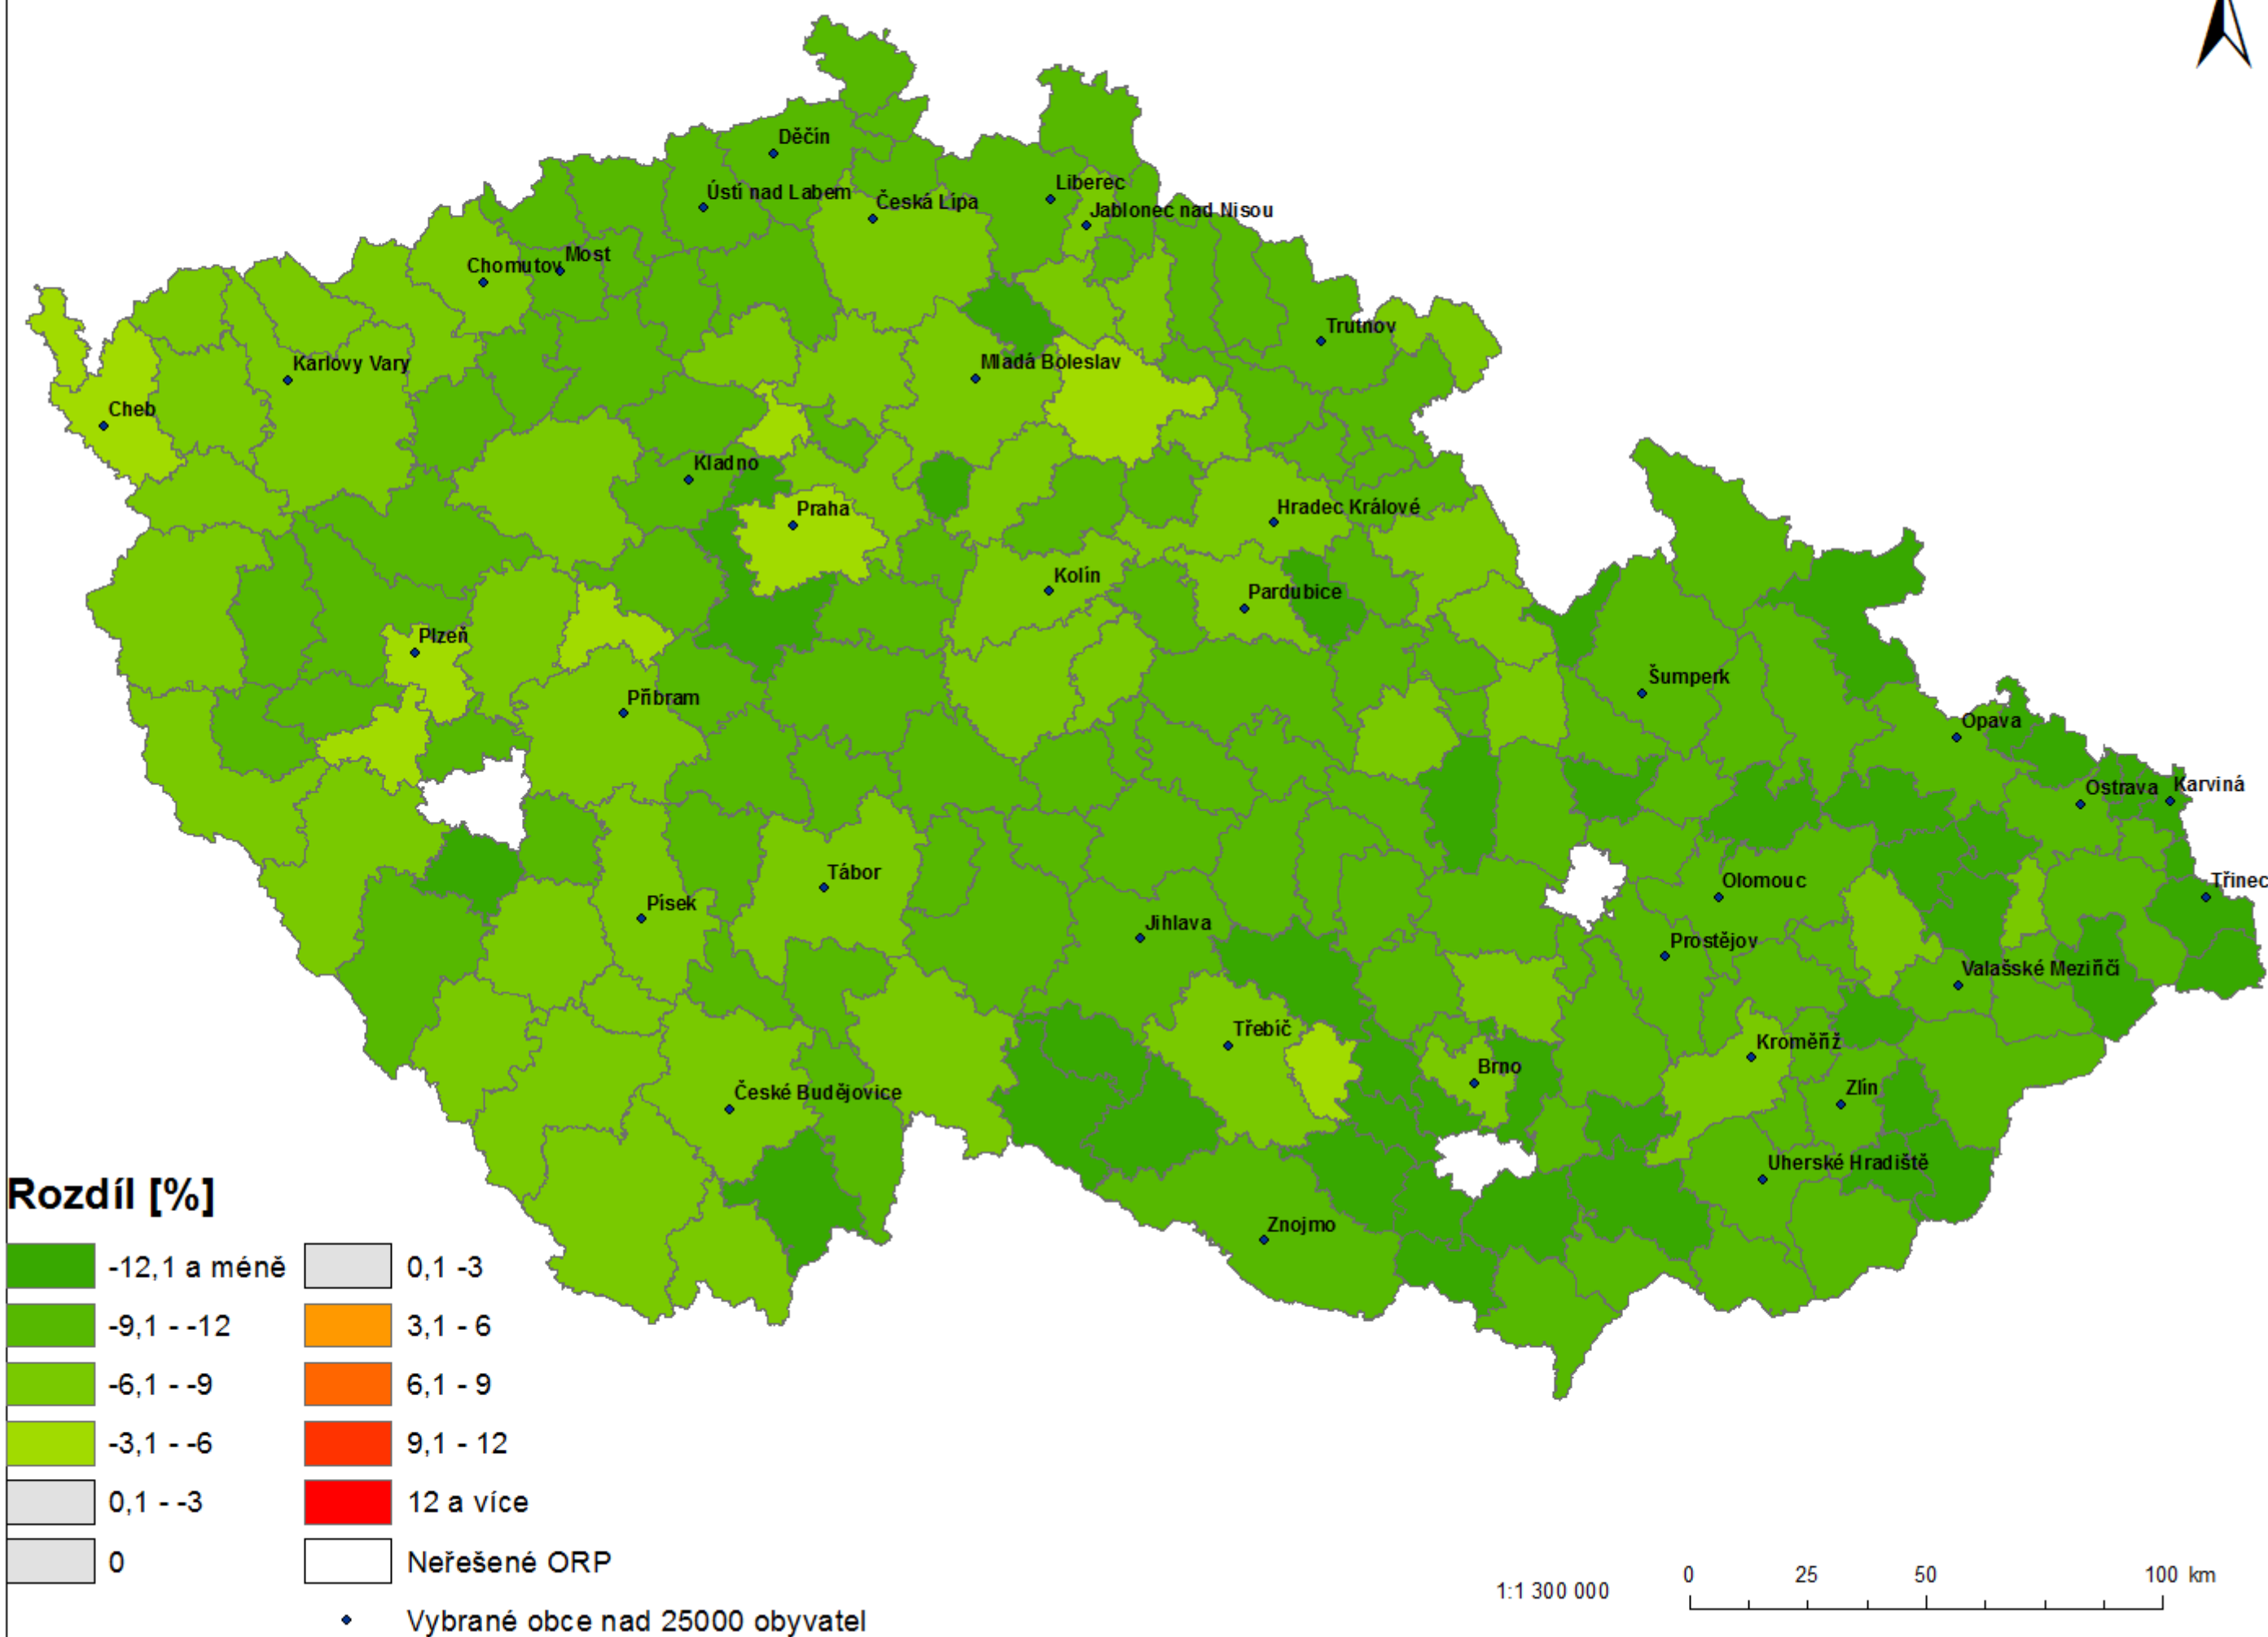 Děčín
Ústí nad Labem
Liberec
Česká Lípa
Jablonec nad Nisou
Most
Chomutov
Trutnov
Karlovy Vary
Mladá Boleslav
Cheb
Kladno
Praha
Hradec Králové
Kolín
Pardubice
Plzeň
Šumperk
Příbram
Opava
Karviná
Ostrava
Tábor
Olomouc
Třinec
Písek
Jihlava
Prostějov
Valašské Meziříčí
Třebíč
Kroměříž
Brno
České Budějovice
Zlín
Uherské Hradiště
Znojmo
Rozdíl [%]
-12,1 a méně
-9,1 - -12
-6,1 - -9
-3,1 - -6
0,1 - -3
0
0,1 -3
3,1 - 6
6,1 - 9
9,1 - 12
12 a více
Neřešené ORP
Vybrané obce nad 25000 obyvatel
1:1 300 000
0 25 50 100 km